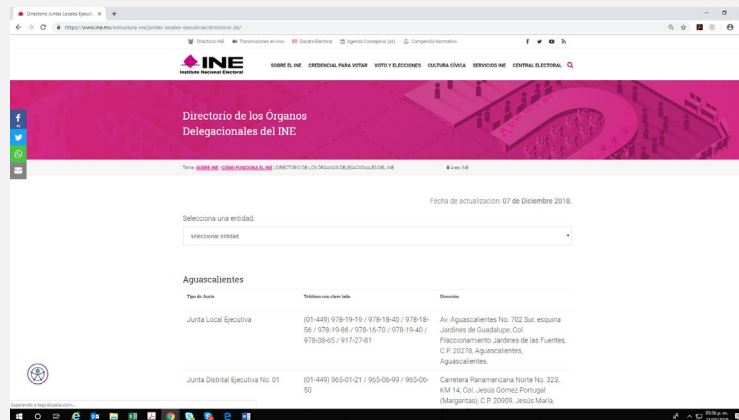 Directorio Juntas Locales Ejecuti
https://www.ine.mx/estructura-ine/juntas-locales-ejecutivas/directorio-jle/
Directorio INE Transmisiones en vivo Gaceta Electoral Agenda Consejeros (as) Compendio Normativo
INE
Instituto Nacional Electoral
SOBRE EL INE CREDENCIAL PARA VOTAR VOTO Y ELECCIONES CULTURA CÍVICA SERVICIOS INE CENTRAL ELECTORAL
Directorio de los Órganos
Delegacionales del INE
Tema: SOBRE INE | CÓMO FUNCIONA EL INE | DIRECTORIO DE LOS ÓRGANOS DELEGACIONALES DEL INE Área: INE
Fecha de actualización: 07 de Diciembre 2018.
Selecciona una entidad:
seleccionar entidad
Aguascalientes
Tipo de Junta Teléfono con clave lada Dirección
Junta Local Ejecutiva (01-449) 978-19-19 / 978-18-40 / 978-18- Av. Aguascalientes No. 702 Sur, esquina
56 / 978-19-86 / 978-16-70 / 978-19-40 / Jardines de Guadalupe, Col.
978-38-65 / 917-27-81 Fraccionamiento Jardines de las Fuentes,
C.P. 20278, Aguascalientes,
Aguascalientes.
Junta Distrital Ejecutiva No. 01 (01-449) 965-01-21 / 965-06-99 / 965-06- Carretera Panamericana Norte No. 323,
50 KM 14, Col. Jesús Gómez Portugal
(Margaritas), C.P. 20909, Jesús María,
05:56 p. m.